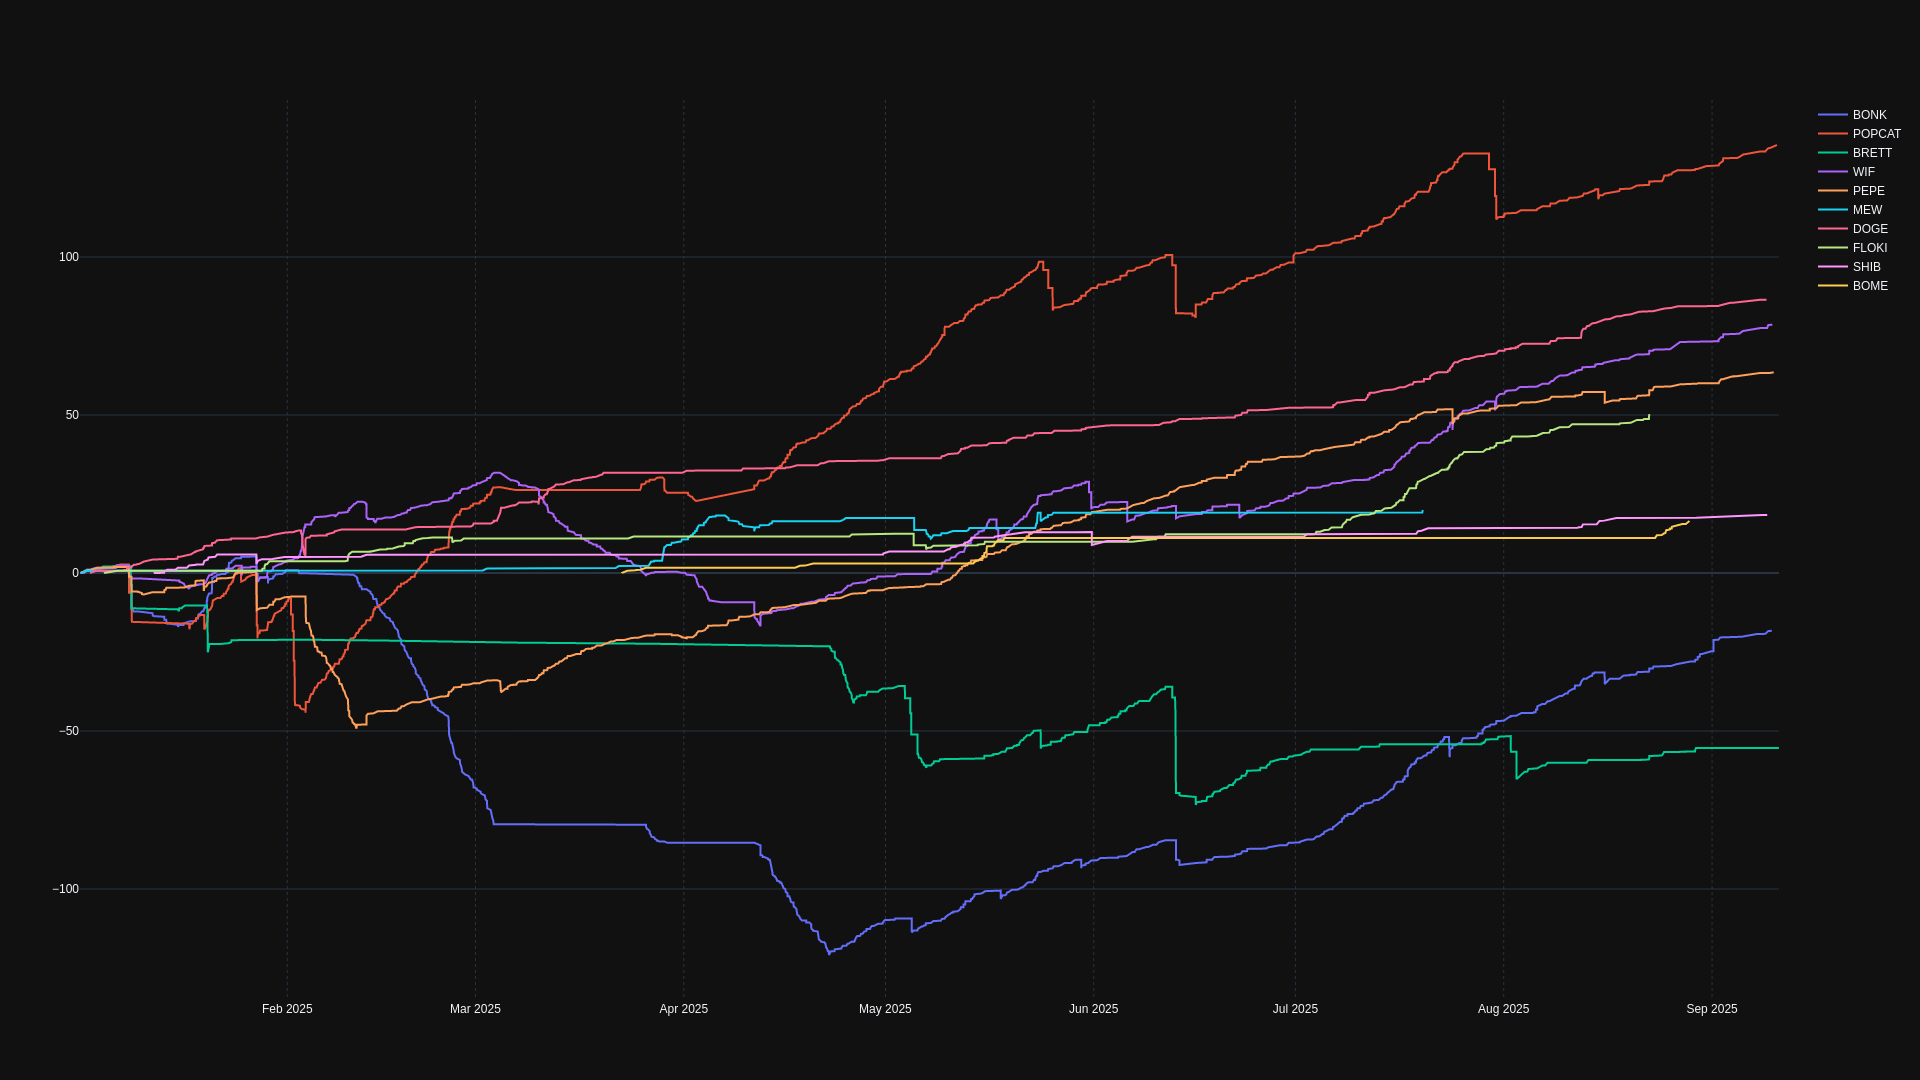 BONK
POPCAT
BRETT
WIF
PEPE
MEW
DOGE
FLOKI
SHIB
BOME
100
50
0
−50
−100
Feb 2025
Mar 2025
Apr 2025
May 2025
Jun 2025
Jul 2025
Aug 2025
Sep 2025